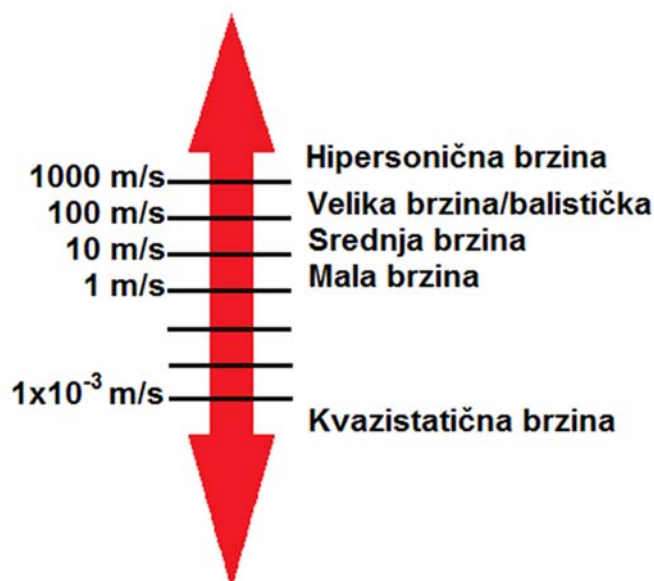 Hipersonična brzina
1000 m/s
Velika brzina/balistička
100 m/s
Srednja brzina
10 m/s
Mala brzina
1 m/s
1x10⁻³ m/s
Kvazistatična brzina